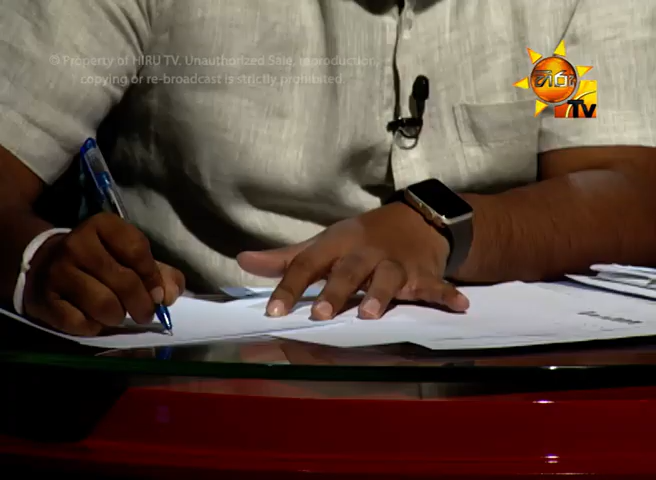 © Property of HIRU TV. Unauthorized Sale, reproduction,
copying or re-broadcast is strictly prohibited.
හිරු
TV